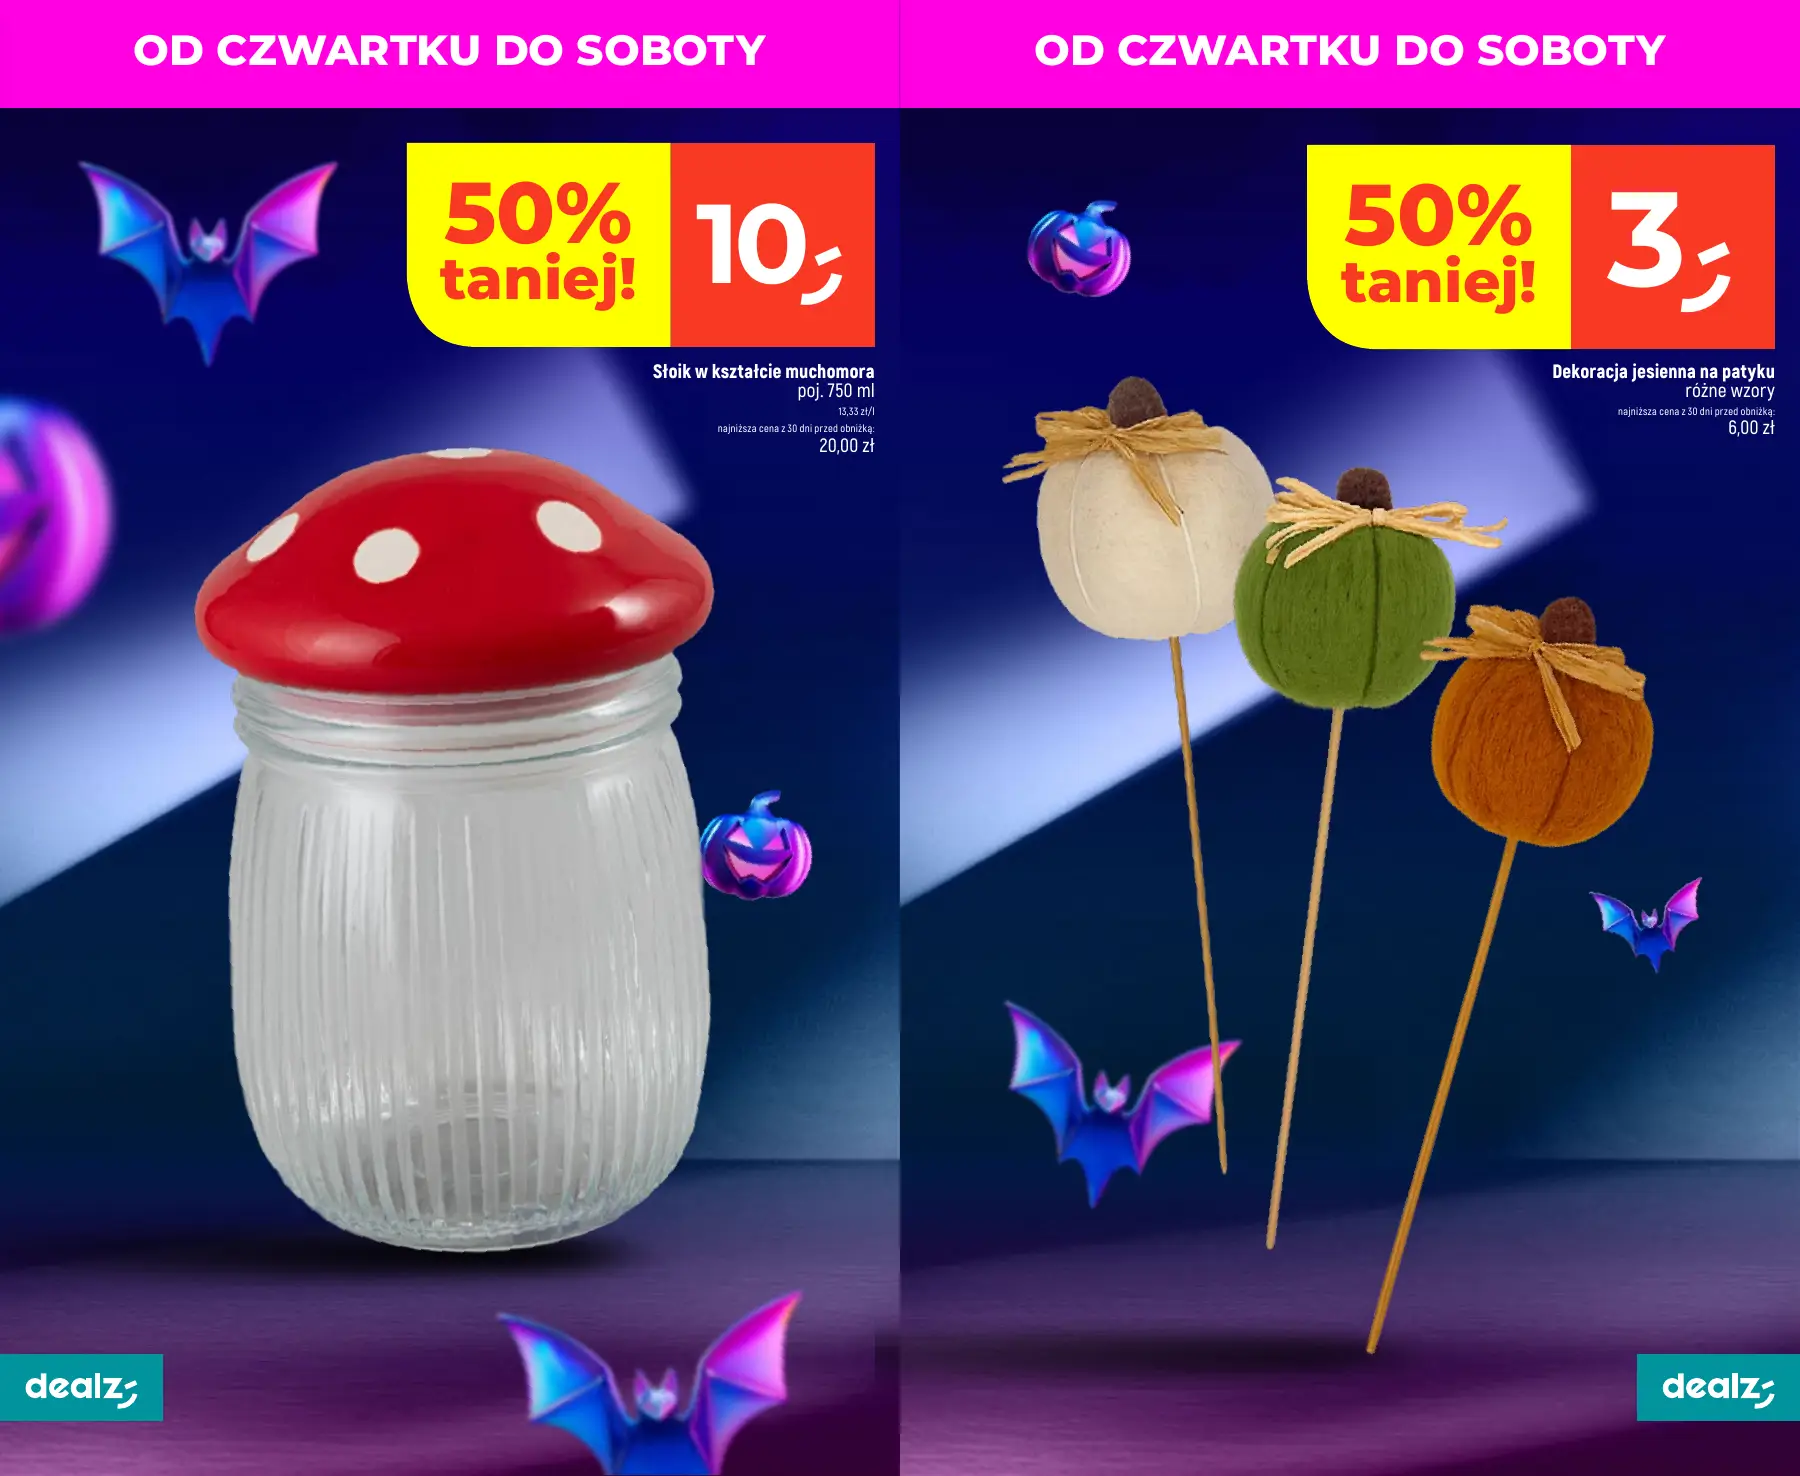 OD CZWARTKU DO SOBOTY
50%
taniej!
10,-
Słoik w kształcie muchomora
poj. 750 ml
13,33 zł/l
najniższa cena z 30 dni przed obniżką:
20,00 zł
dealz
OD CZWARTKU DO SOBOTY
50%
taniej!
3,-
Dekoracja jesienna na patyku
różne wzory
najniższa cena z 30 dni przed obniżką:
6,00 zł
dealz